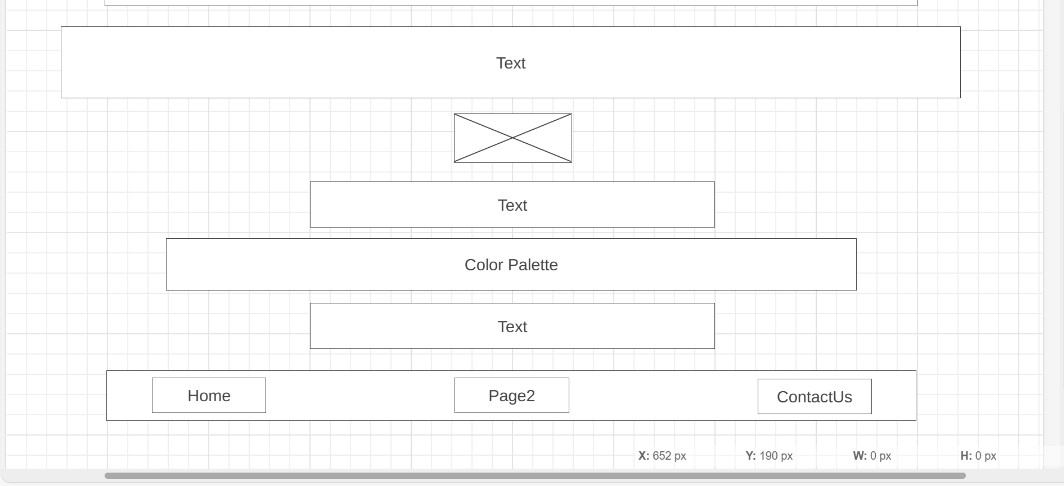 Text
Text
Color Palette
Text
Home Page2 ContactUs
X: 652 px Y: 190 px W: 0 px H: 0 px